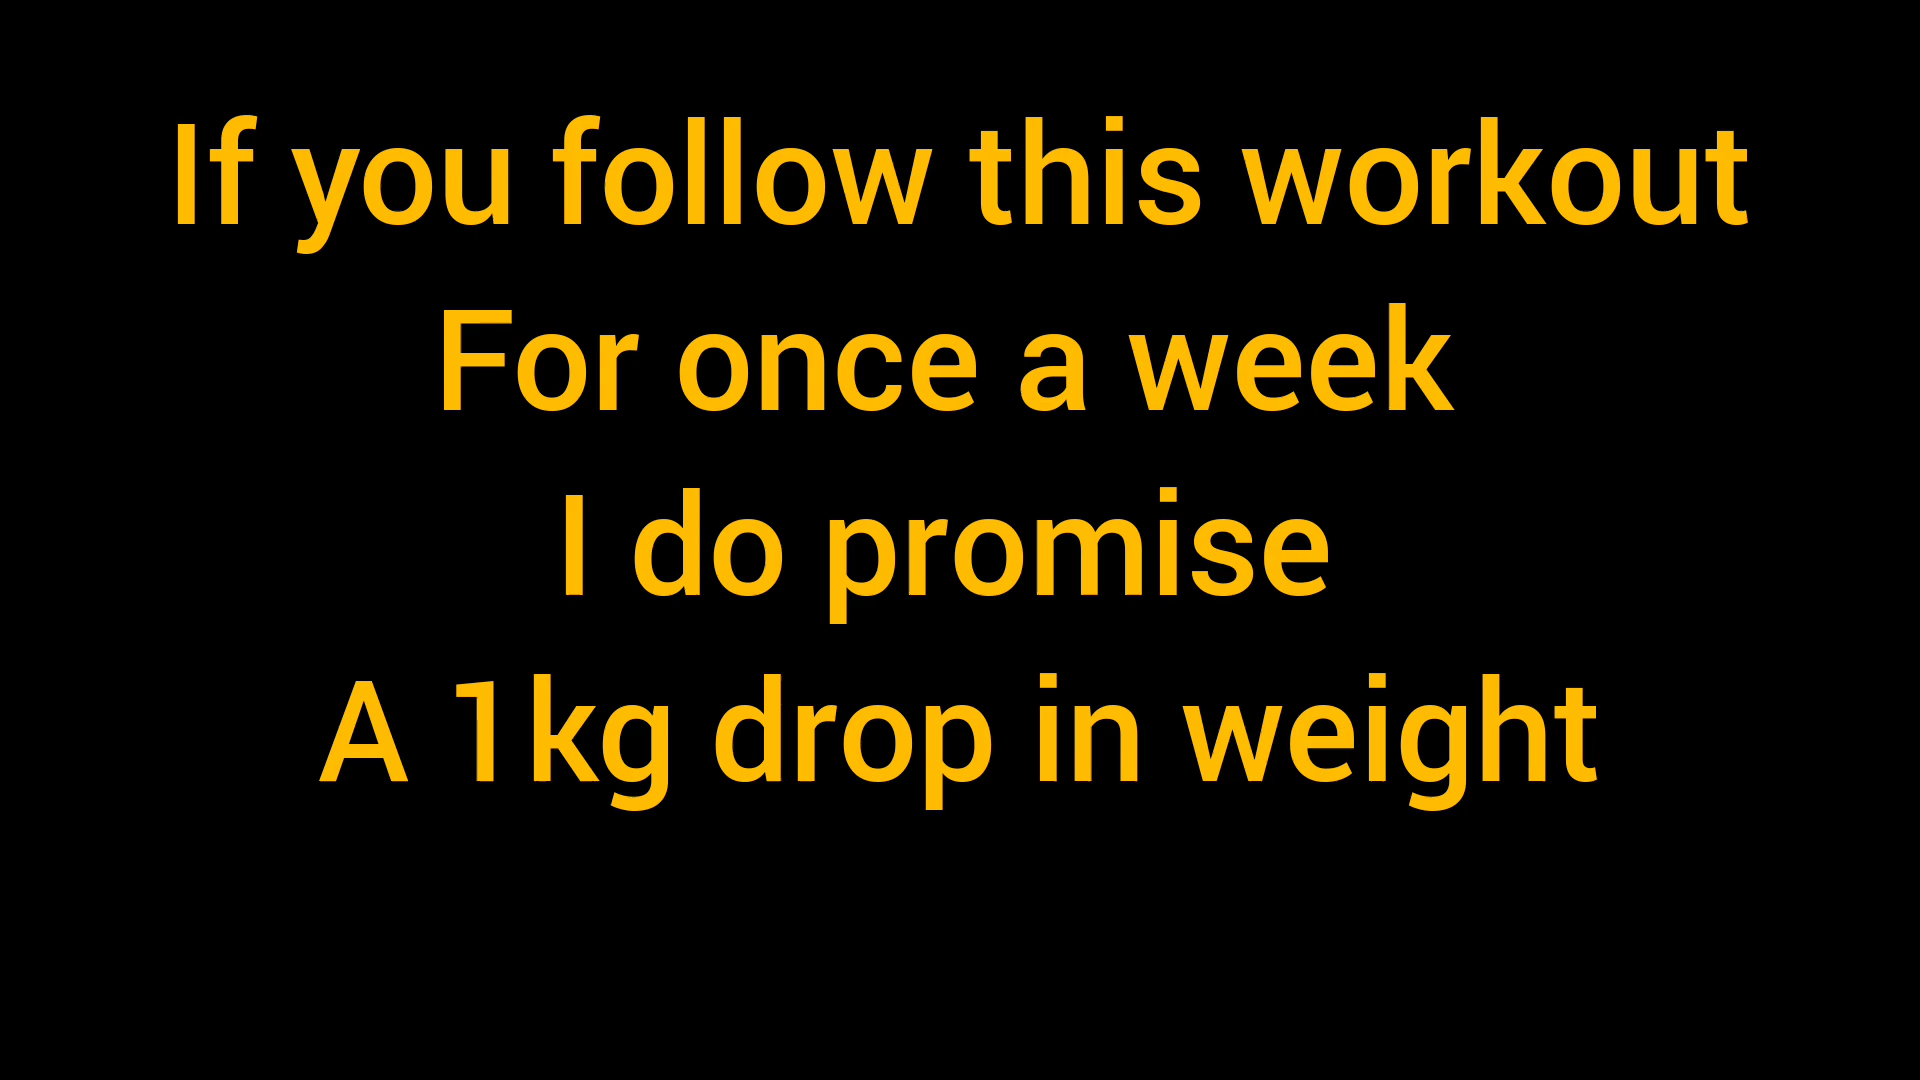 If you follow this workout
For once a week
I do promise
A 1kg drop in weight